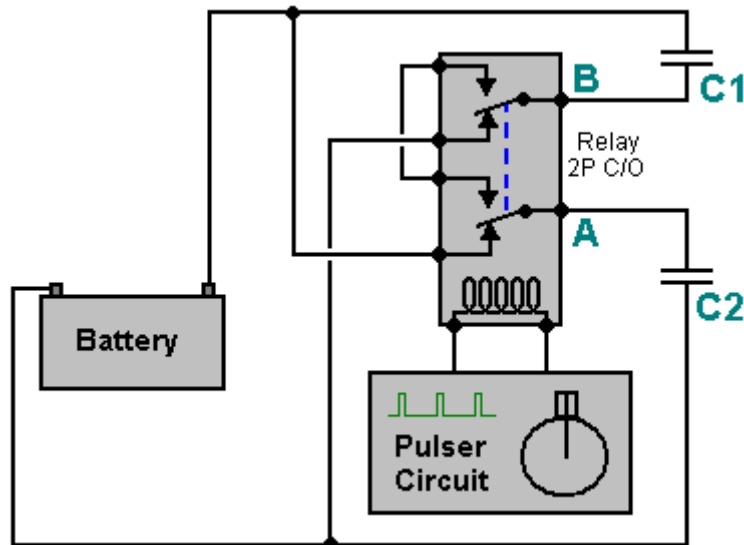 B
C1
Relay
2P C/O
A
C2
Battery
Pulser
Circuit